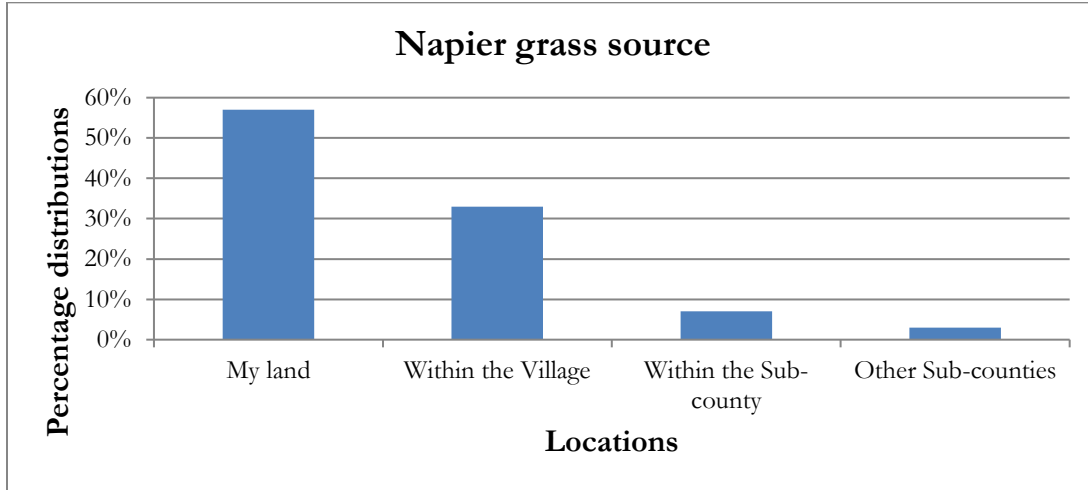 Napier grass source
Percentage distributions
60%
50%
40%
30%
20%
10%
0%
My land
Within the Village
Within the Sub-
county
Other Sub-counties
Locations